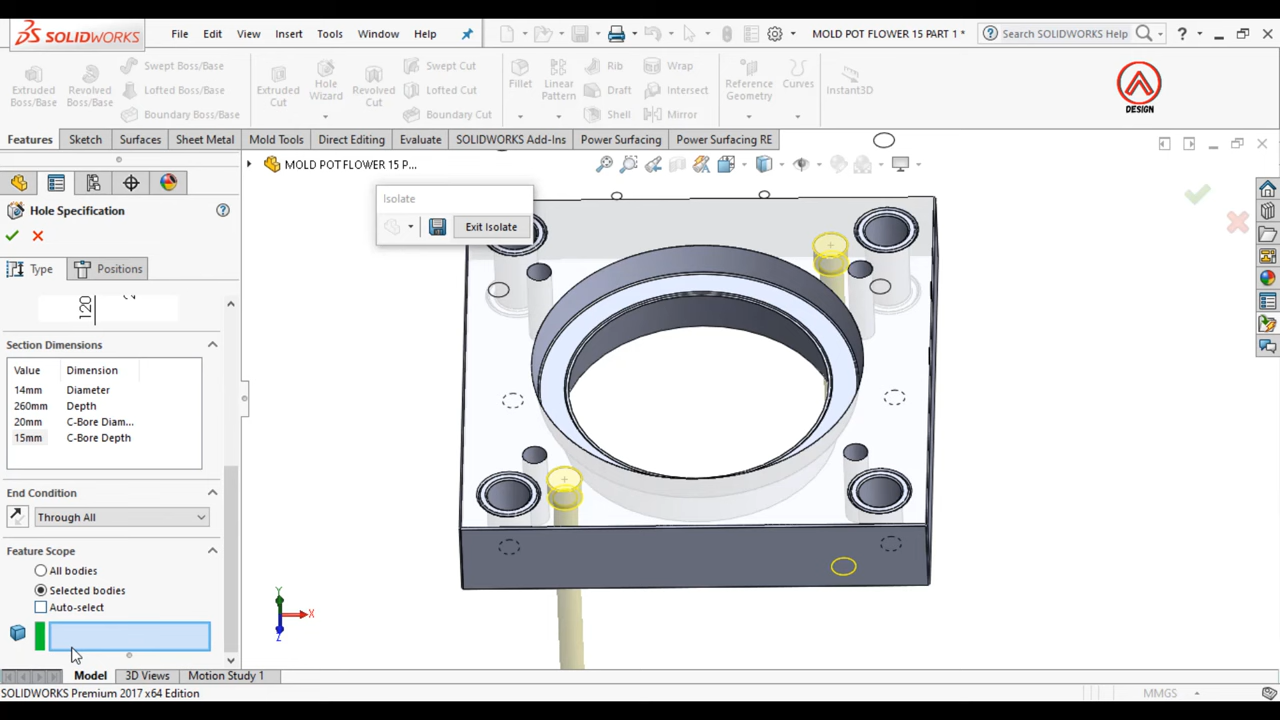 SOLIDWORKS File Edit View Insert Tools Window Help MOLD POT FLOWER 15 PART 1 * Search SOLIDWORKS Help ?
Extruded Boss/Base
Revolved Boss/Base
Swept Boss/Base
Lofted Boss/Base
Boundary Boss/Base
Extruded Cut
Hole Wizard
Revolved Cut
Swept Cut
Boundary Cut
Fillet
Linear Pattern
Rib
Draft
Shell
Wrap
Intersect
Mirror
Reference Geometry
Curves
Instant3D
DESIGN
Features Sketch Surfaces Sheet Metal Mold Tools Direct Editing Evaluate SOLIDWORKS Add-Ins Power Surfacing Power Surfacing RE
MOLD POT FLOWER 15 P...
Hole Specification ?
Isolate
Exit Isolate
Type Positions
120
Section Dimensions
Value Dimension
14mm Diameter
260mm Depth
20mm C-Bore Diam...
15mm C-Bore Depth
End Condition
Through All
Feature Scope
All bodies
Selected bodies
Auto-select
Y
X
Z
Model 3D Views Motion Study 1
SOLIDWORKS Premium 2017 x64 Edition MMGS